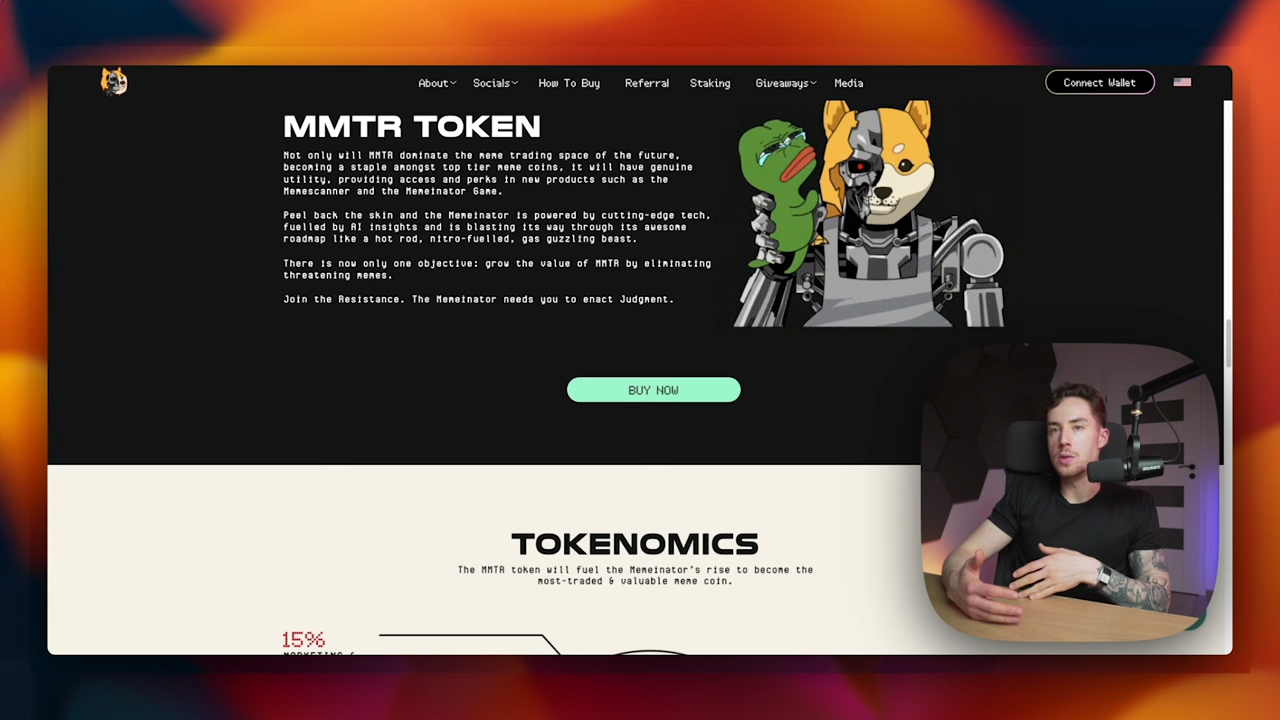 About Socials How To Buy Referral Staking Giveaways Media Connect Wallet
MMTR TOKEN
Not only will MMTR dominate the meme trading space of the future,
becoming a staple amongst top tier meme coins, it will have genuine
utility, providing access and perks in new products such as the
Memescanner and the Memeinator Game.
Peel back the skin and the Memeinator is powered by cutting-edge tech,
fuelled by AI insights and is blasting its way through its awesome
roadmap like a hot rod, nitro-fuelled, gas guzzling beast.
There is now only one objective: grow the value of MMTR by eliminating
threatening memes.
Join the Resistance. The Memeinator needs you to enact Judgment.
BUY NOW
TOKENOMICS
The MMTR token will fuel the Memeinator's rise to become the
most-traded & valuable meme coin.
15%